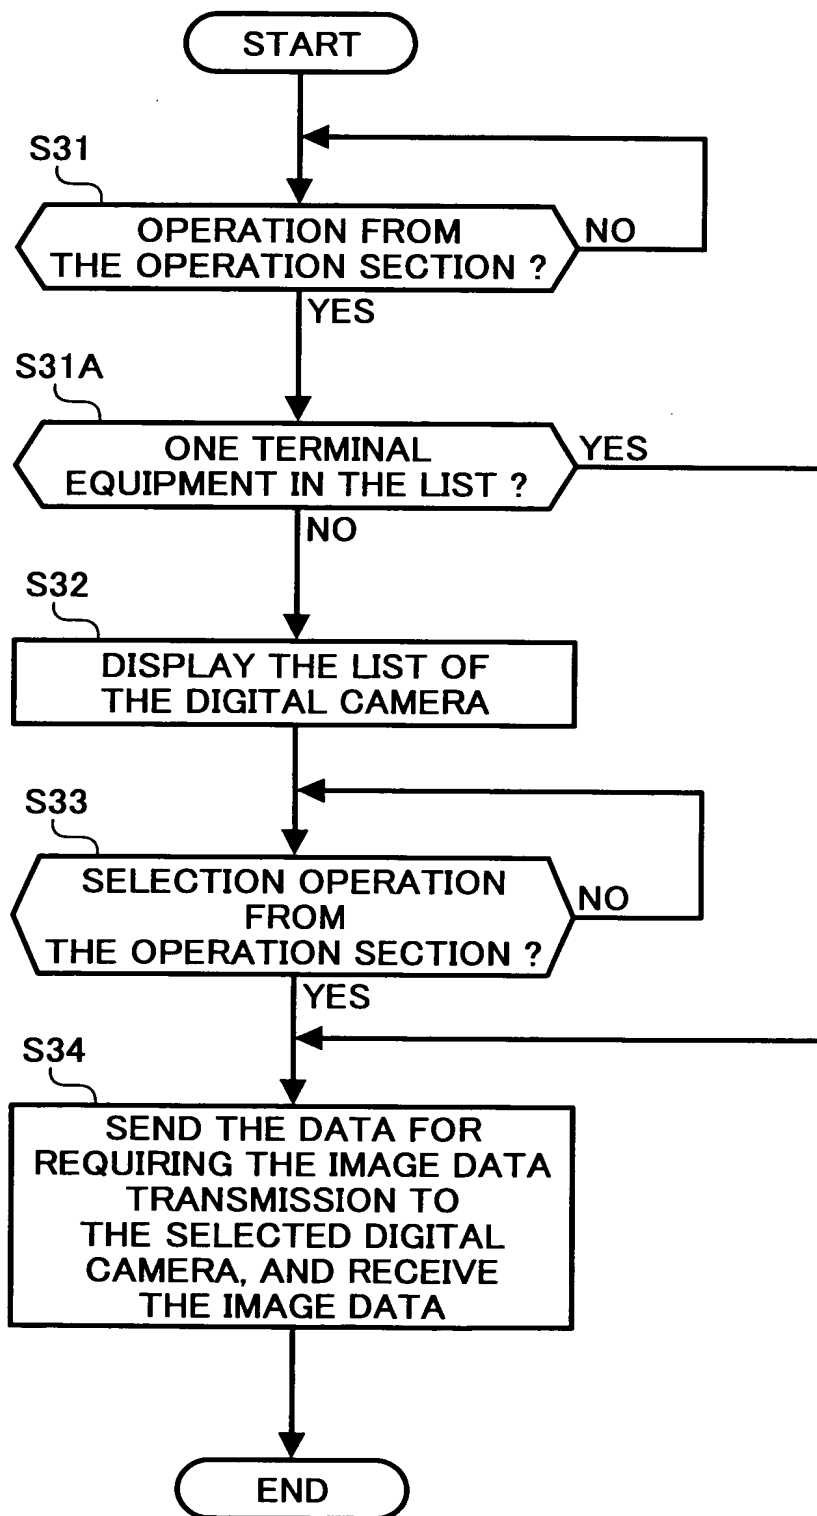 START
S31
OPERATION FROM
THE OPERATION SECTION ?
NO
YES
S31A
ONE TERMINAL
EQUIPMENT IN THE LIST ?
YES
NO
S32
DISPLAY THE LIST OF
THE DIGITAL CAMERA
S33
SELECTION OPERATION
FROM
THE OPERATION SECTION ?
NO
YES
S34
SEND THE DATA FOR
REQUIRING THE IMAGE DATA
TRANSMISSION TO
THE SELECTED DIGITAL
CAMERA, AND RECEIVE
THE IMAGE DATA
END